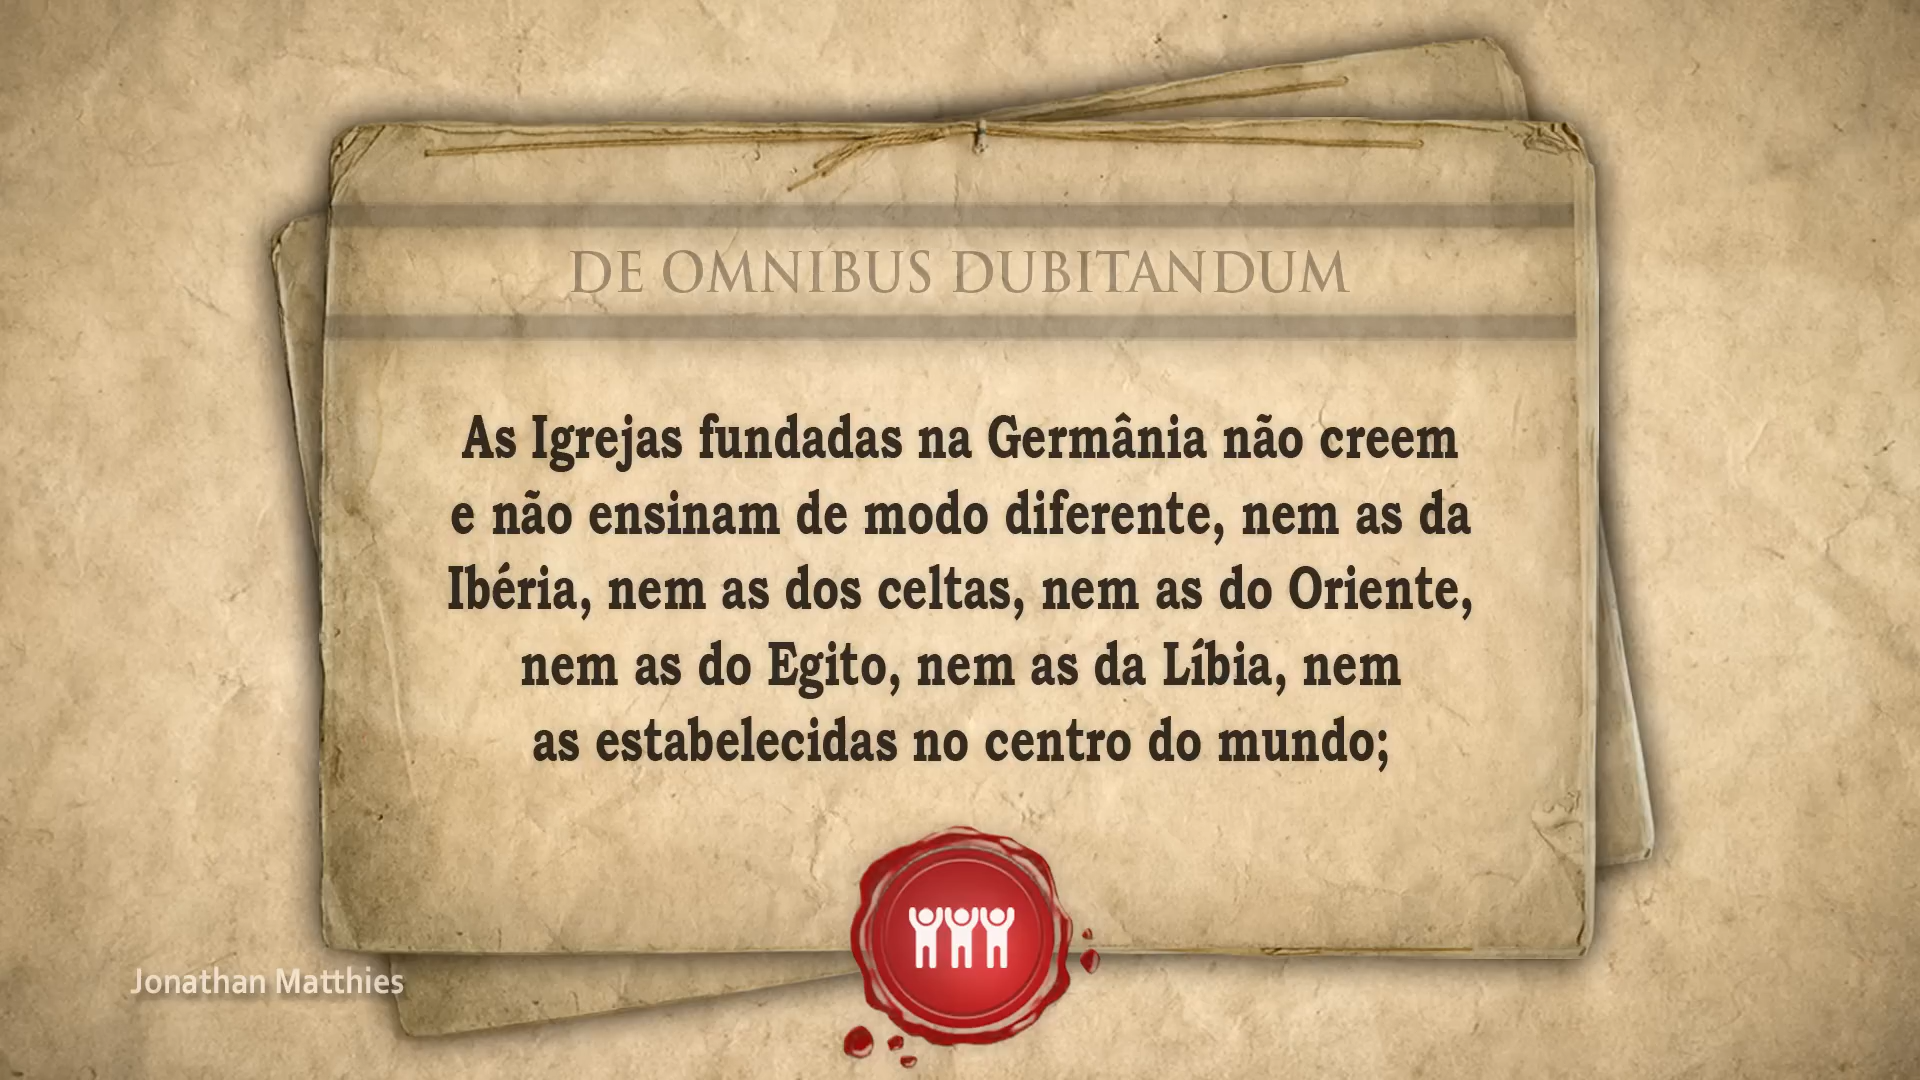 DE OMNIBUS DUBITANDUM
As Igrejas fundadas na Germânia não creem
e não ensinam de modo diferente, nem as da
Ibéria, nem as dos celtas, nem as do Oriente,
nem as do Egito, nem as da Líbia, nem
as estabelecidas no centro do mundo;
Jonathan Matthies